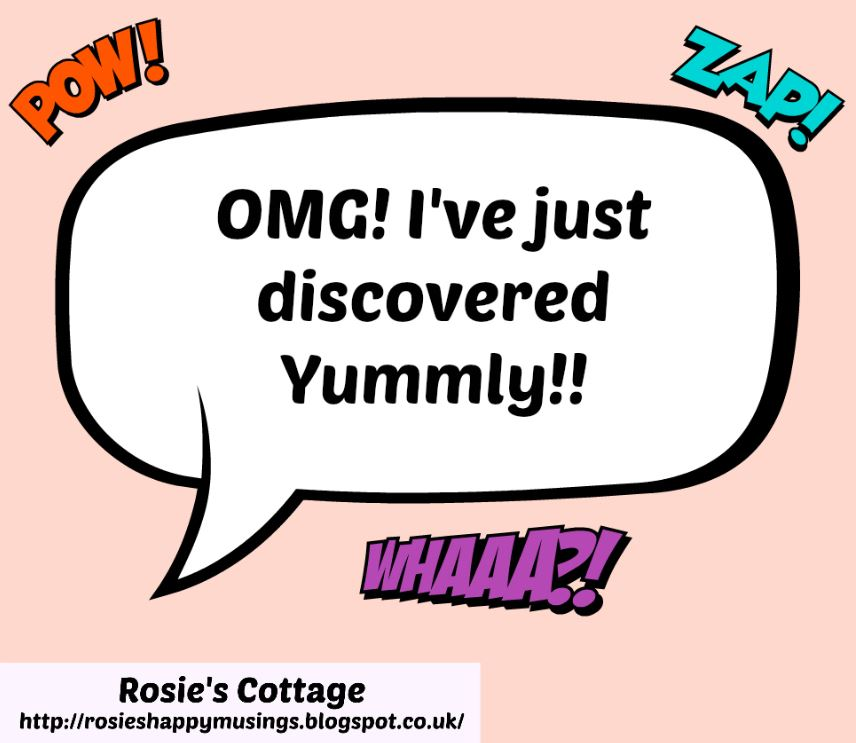 POW!
ZAP!
OMG! I've just
discovered
Yummly!!
WHAAA?!
Rosie's Cottage
http://rosieshappymusings.blogspot.co.uk/